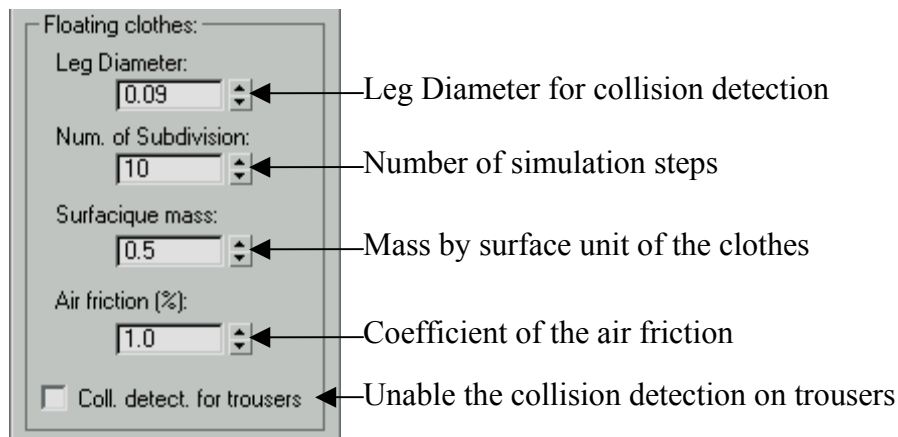 Floating clothes:
Leg Diameter:
0.09
Leg Diameter for collision detection
Num. of Subdivision:
10
Number of simulation steps
Surfacique mass:
0.5
Mass by surface unit of the clothes
Air friction (%):
1.0
Coefficient of the air friction
Coll. detect. for trousers
Unable the collision detection on trousers